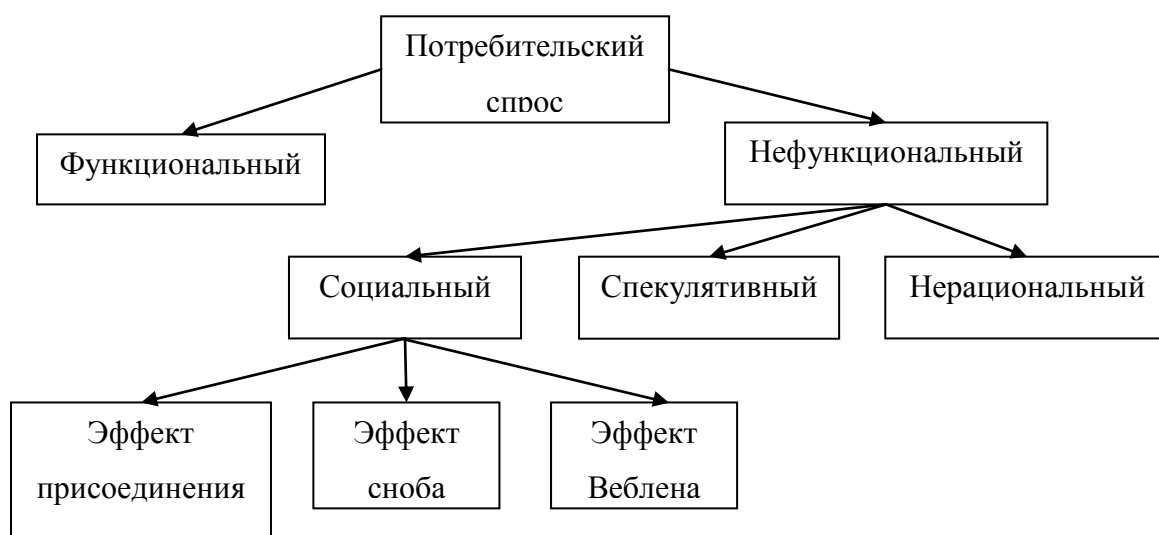 Потребительский
спрос
Функциональный
Нефункциональный
Социальный
Спекулятивный
Нерациональный
Эффект
присоединения
Эффект
сноба
Эффект
Веблена